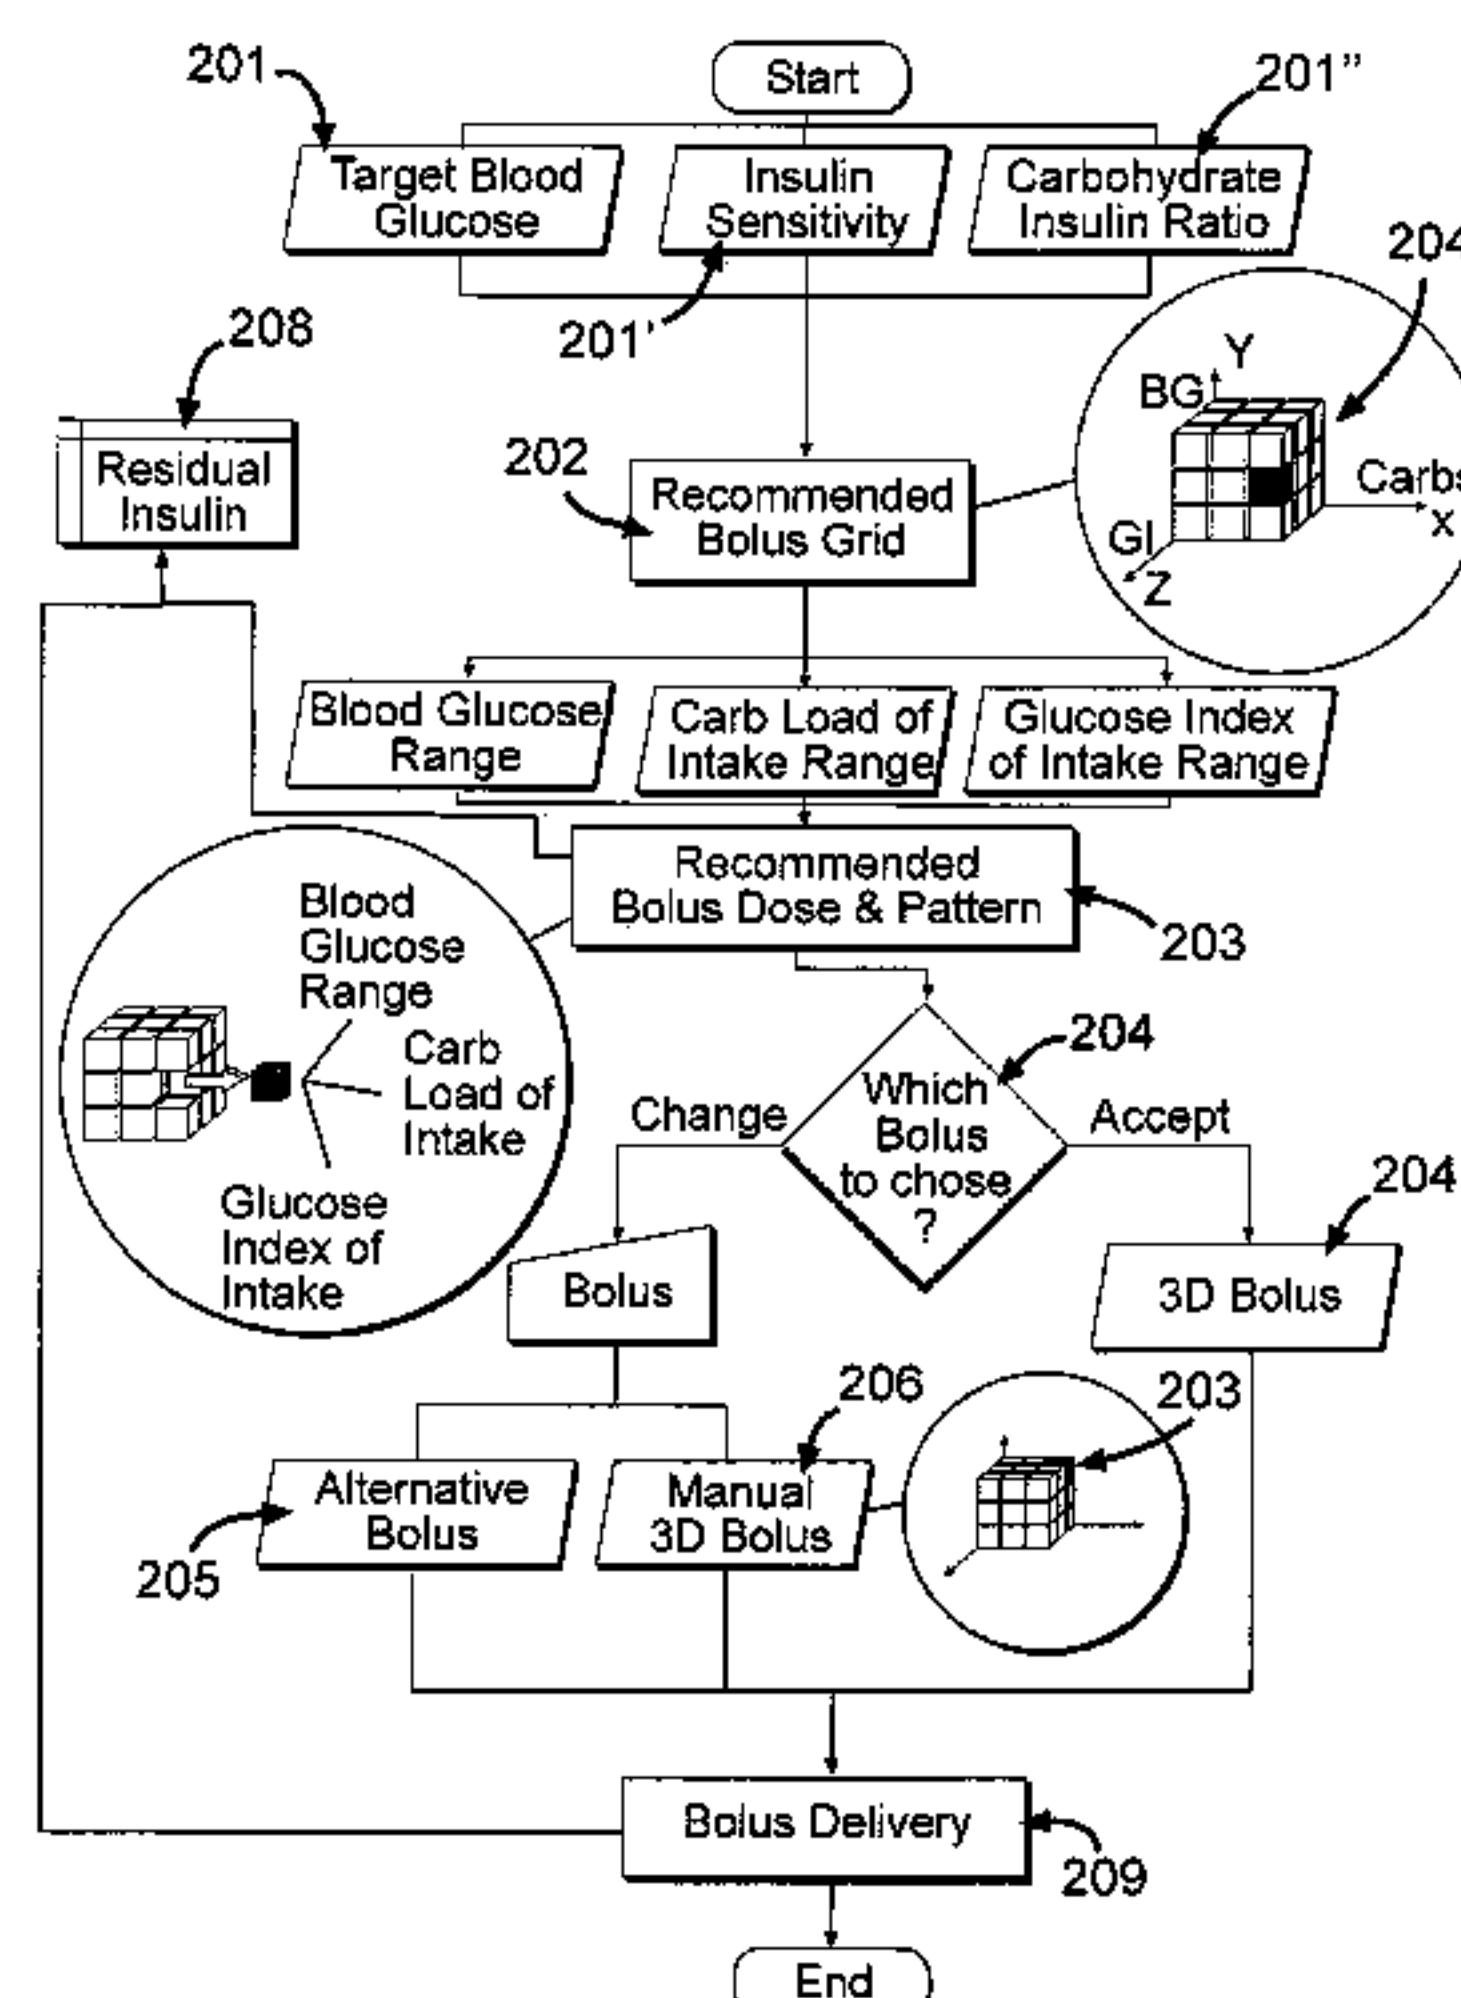 201
Start
201”
Target Blood
Glucose
Insulin
Sensitivity
Carbohydrate
Insulin Ratio
204
201'
208
Residual
Insulin
202
Recommended
Bolus Grid
Y
BG
Carbs
X
GI
Z
Blood Glucose
Range
Carb Load of
Intake Range
Glucose Index
of Intake Range
Recommended
Bolus Dose & Pattern
203
Blood
Glucose
Range
Carb
Load of
Intake
Glucose
Index of
Intake
204
Which
Bolus
to chose
?
Change
Accept
204
Bolus
3D Bolus
206
203
Alternative
Bolus
Manual
3D Bolus
205
Bolus Delivery
209
End